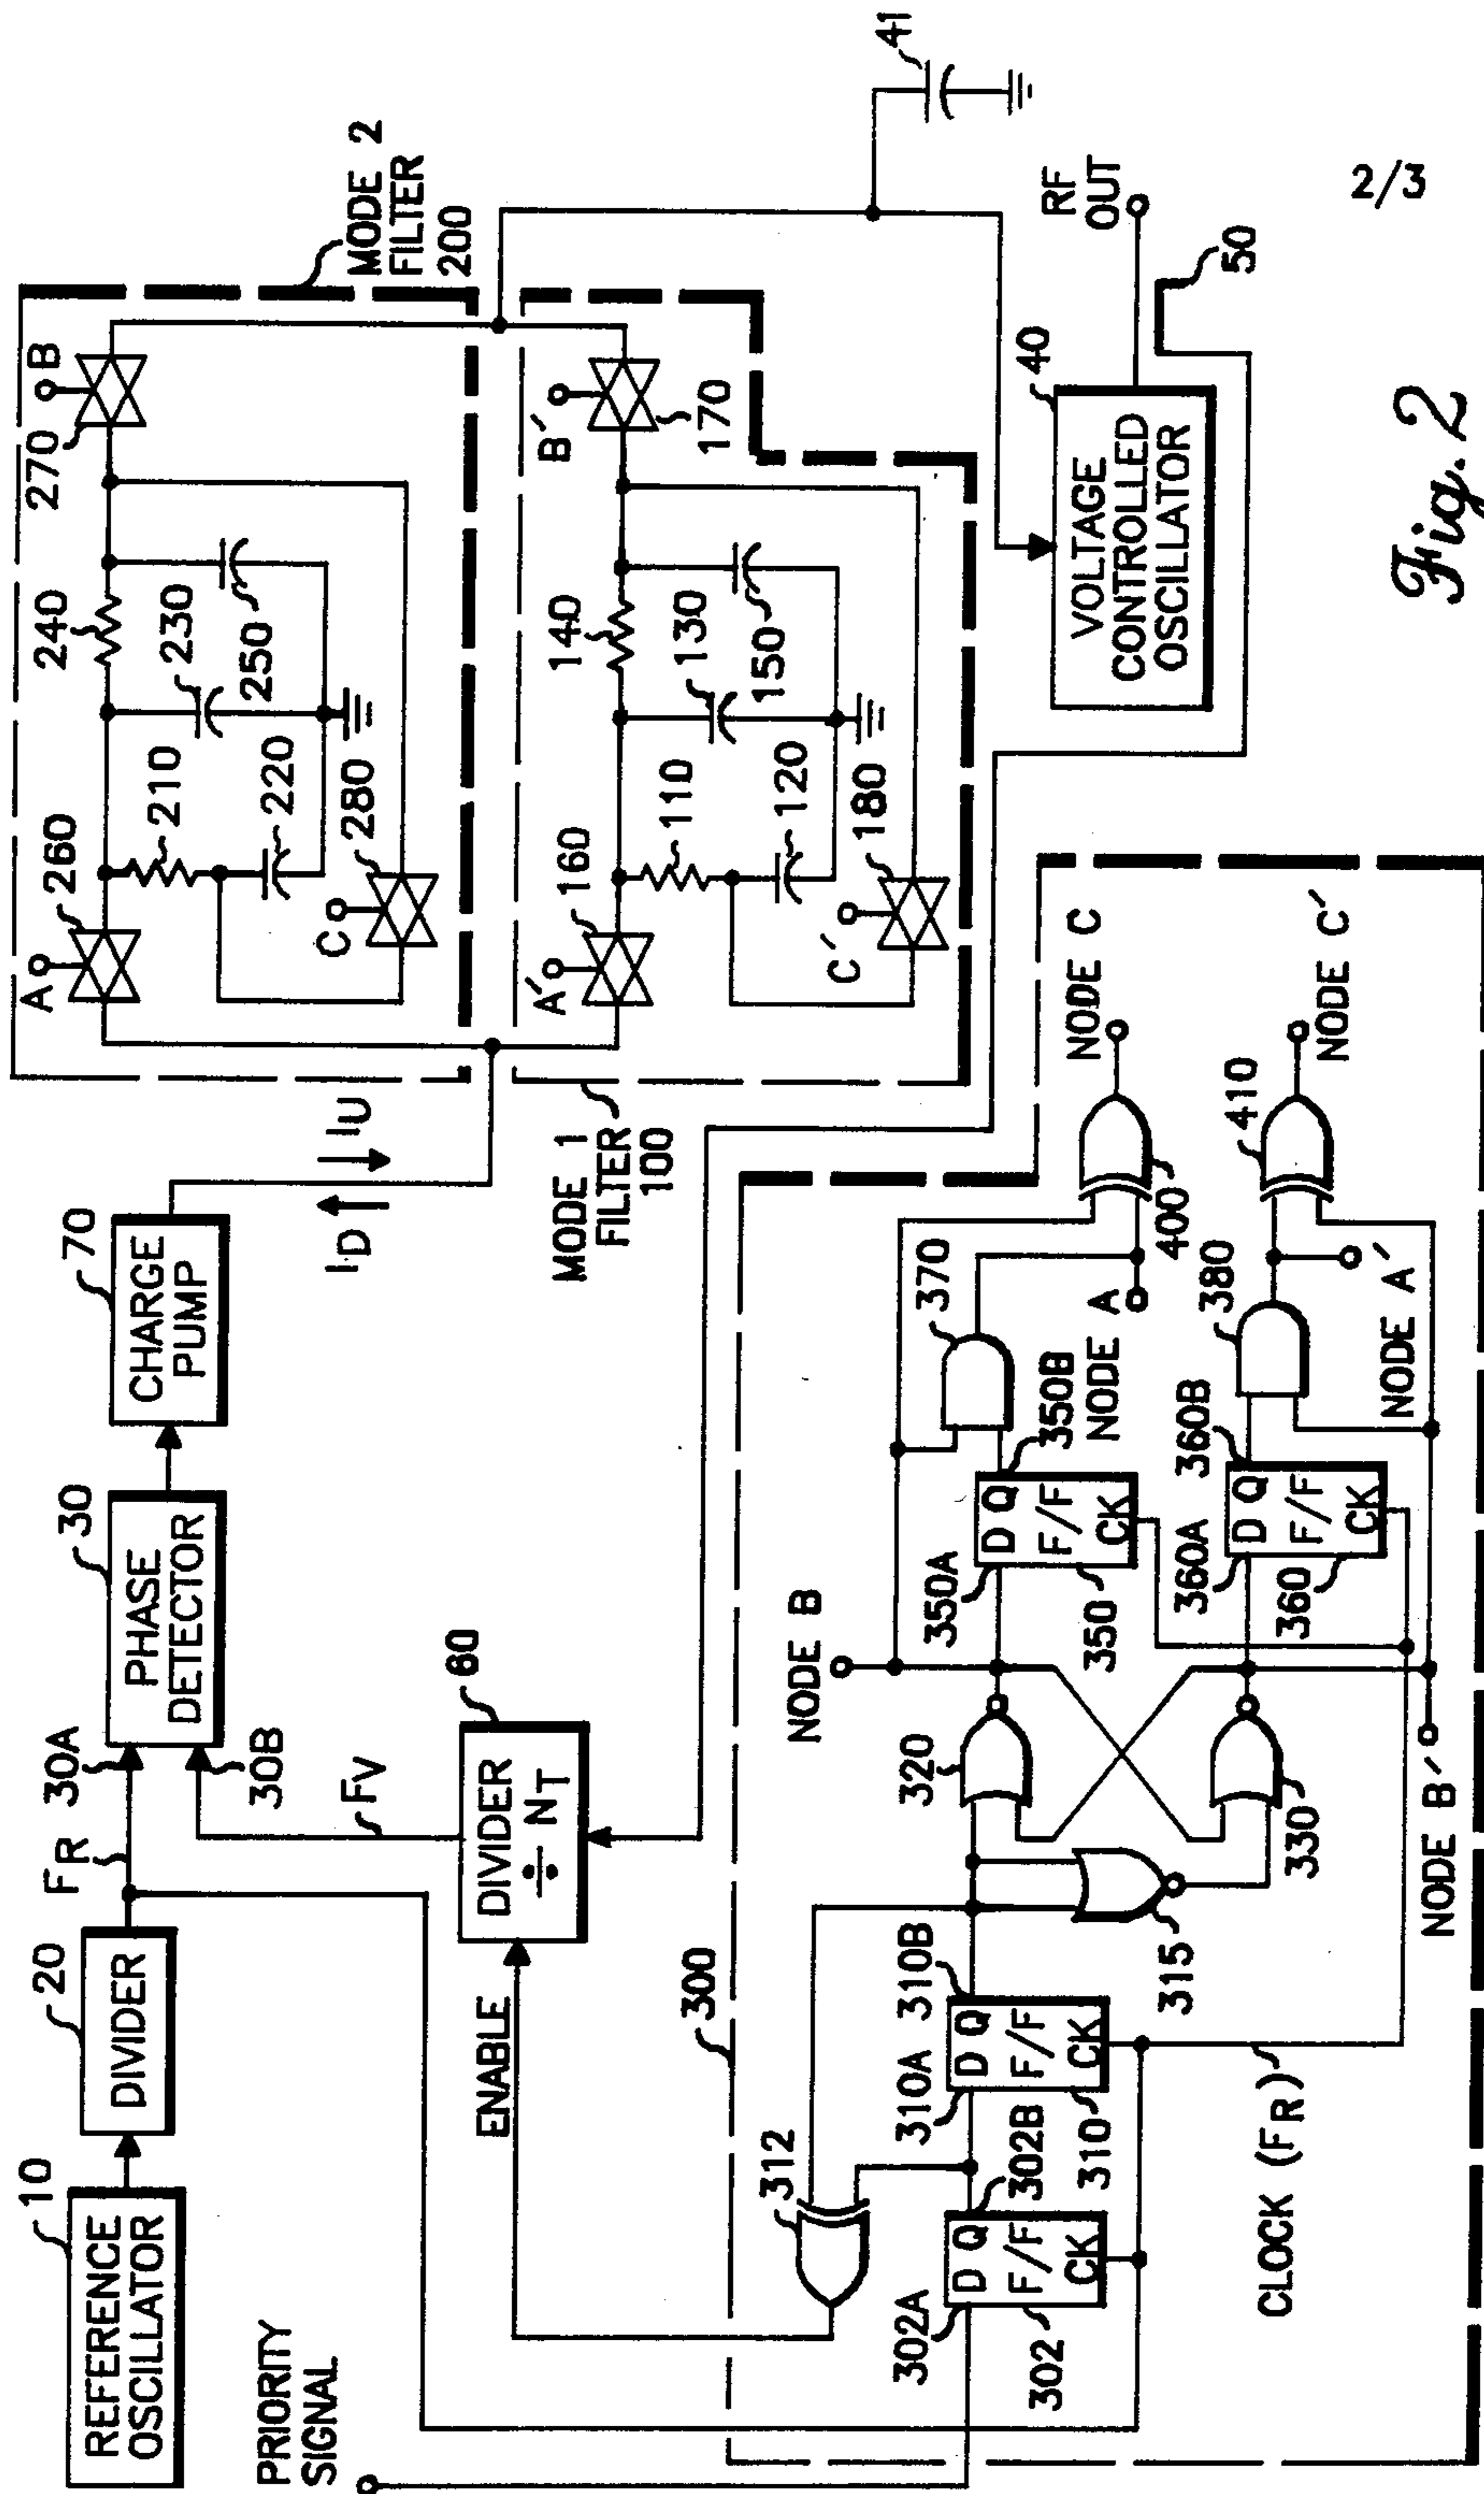 10
REFERENCE
OSCILLATOR
20
DIVIDER
FR
30A
30
PHASE
DETECTOR
30B
70
CHARGE
PUMP
ID
IU
FV
60
DIVIDER
÷ NT
ENABLE
PRIORITY
SIGNAL
A
260
210
220
230
240
250
270
B
C
280
MODE 2
FILTER
200
A'
160
110
120
130
140
150
B'
170
C'
180
MODE 1
FILTER
100
41
40
VOLTAGE
CONTROLLED
OSCILLATOR
RF
OUT
50
300
312
302A
D Q
F/F
CK
302
302B
310A
310B
D Q
F/F
CK
310
315
320
330
NODE B
350A
D Q
F/F
CK
350
350B
370
NODE A
400
NODE C
360A
D Q
F/F
CK
360
360B
380
NODE A'
410
NODE C'
NODE B'
CLOCK (FR)
Fig. 2
2/3